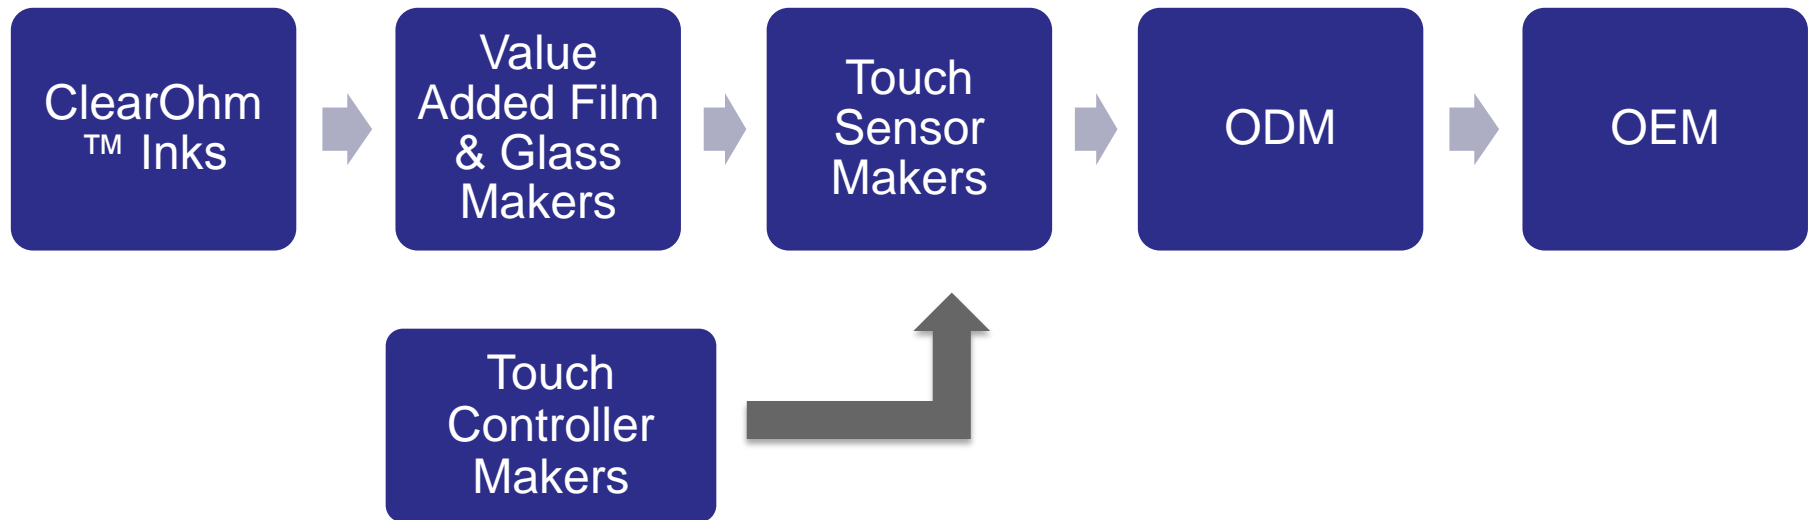 ClearOhm
™ Inks
Value
Added Film
& Glass
Makers
Touch
Sensor
Makers
ODM
OEM
Touch
Controller
Makers